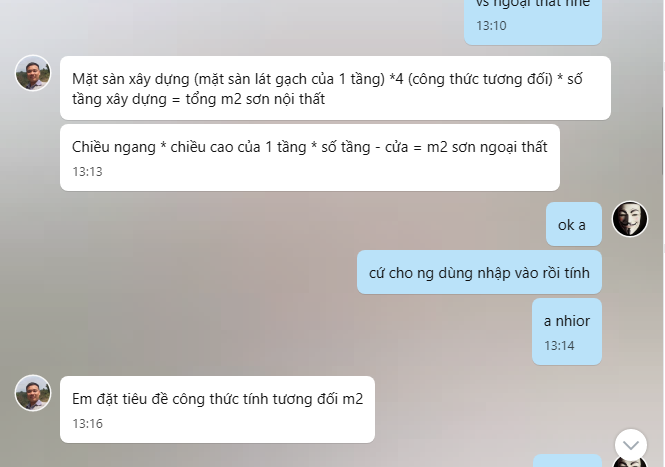 vs ngoại thất nhé
13:10
Mặt sàn xây dựng (mặt sàn lát gạch của 1 tầng) *4 (công thức tương đối) * số
tầng xây dựng = tổng m2 sơn nội thất
Chiều ngang * chiều cao của 1 tầng * số tầng - cửa = m2 sơn ngoại thất
13:13
ok a
cứ cho ng dùng nhập vào rồi tính
a nhior
13:14
Em đặt tiêu đề công thức tính tương đối m2
13:16